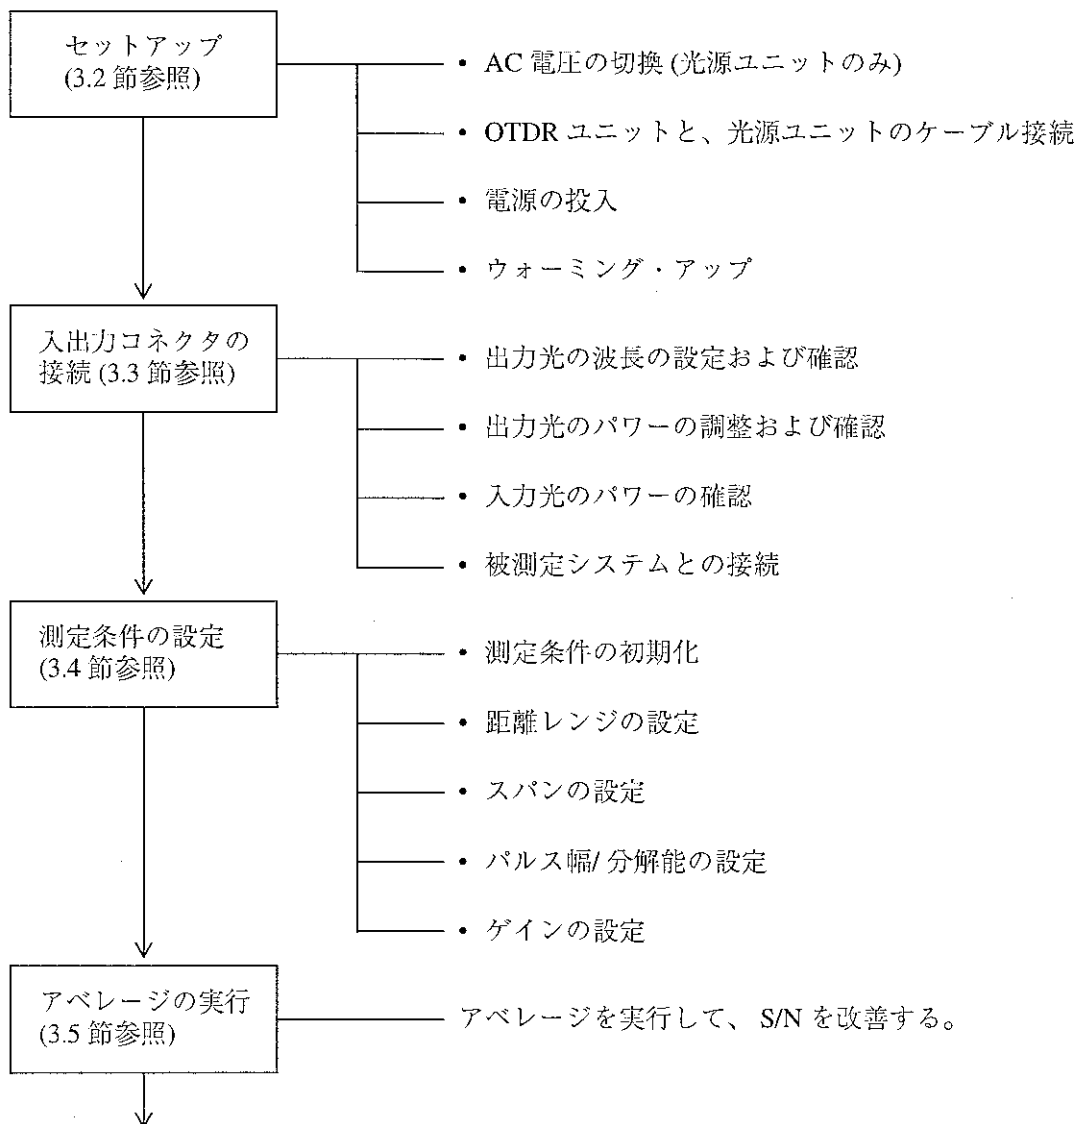 セットアップ
(3.2 節参照)
• AC 電圧の切換 (光源ユニットのみ)
• OTDR ユニットと、光源ユニットのケーブル接続
• 電源の投入
• ウォーミング・アップ
入出力コネクタの
接続 (3.3 節参照)
• 出力光の波長の設定および確認
• 出力光のパワーの調整および確認
• 入力光のパワーの確認
• 被測定システムとの接続
測定条件の設定
(3.4 節参照)
• 測定条件の初期化
• 距離レンジの設定
• スパンの設定
• パルス幅/ 分解能の設定
• ゲインの設定
アベレージの実行
(3.5 節参照)
アベレージを実行して、 S/N を改善する。